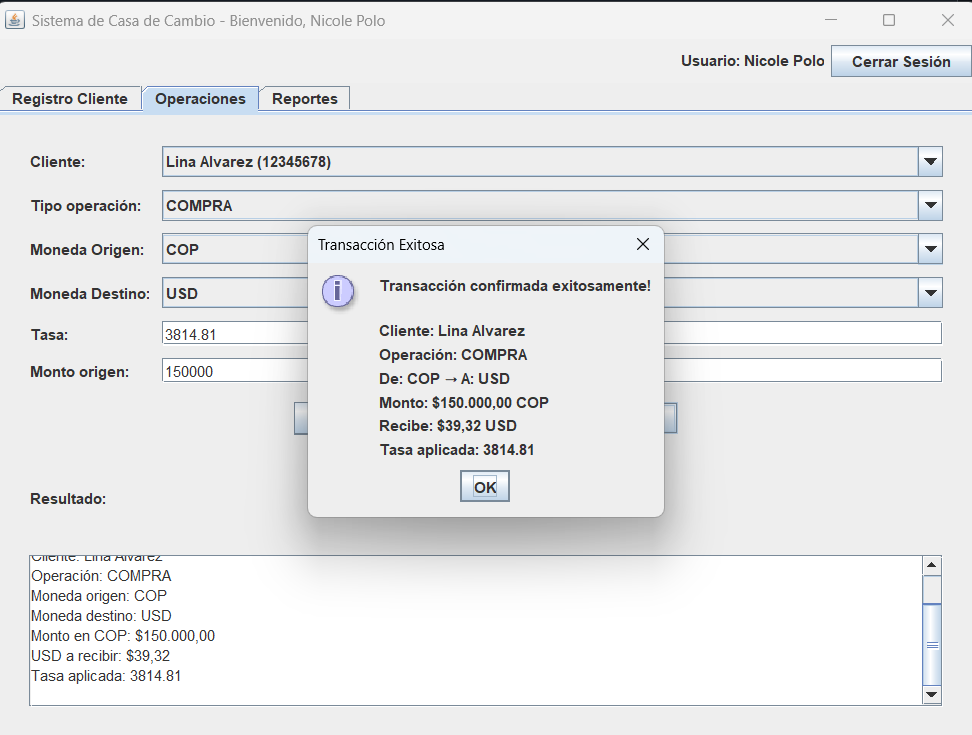 Sistema de Casa de Cambio - Bienvenido, Nicole Polo
Usuario: Nicole Polo
Cerrar Sesión
Registro Cliente
Operaciones
Reportes
Cliente: Lina Alvarez (12345678)
Tipo operación: COMPRA
Moneda Origen: COP
Moneda Destino: USD
Tasa: 3814.81
Monto origen: 150000
Transacción Exitosa
Transacción confirmada exitosamente!
Cliente: Lina Alvarez
Operación: COMPRA
De: COP → A: USD
Monto: $150.000,00 COP
Recibe: $39,32 USD
Tasa aplicada: 3814.81
OK
Resultado:
Cliente: Lina Alvarez
Operación: COMPRA
Moneda origen: COP
Moneda destino: USD
Monto en COP: $150.000,00
USD a recibir: $39,32
Tasa aplicada: 3814.81